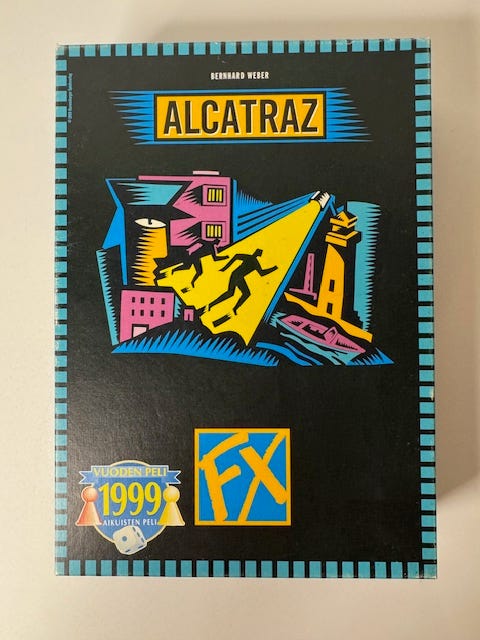 BERNHARD WEBER
ALCATRAZ
FX
VUODEN PELI
1999
AIKUISTEN PELI